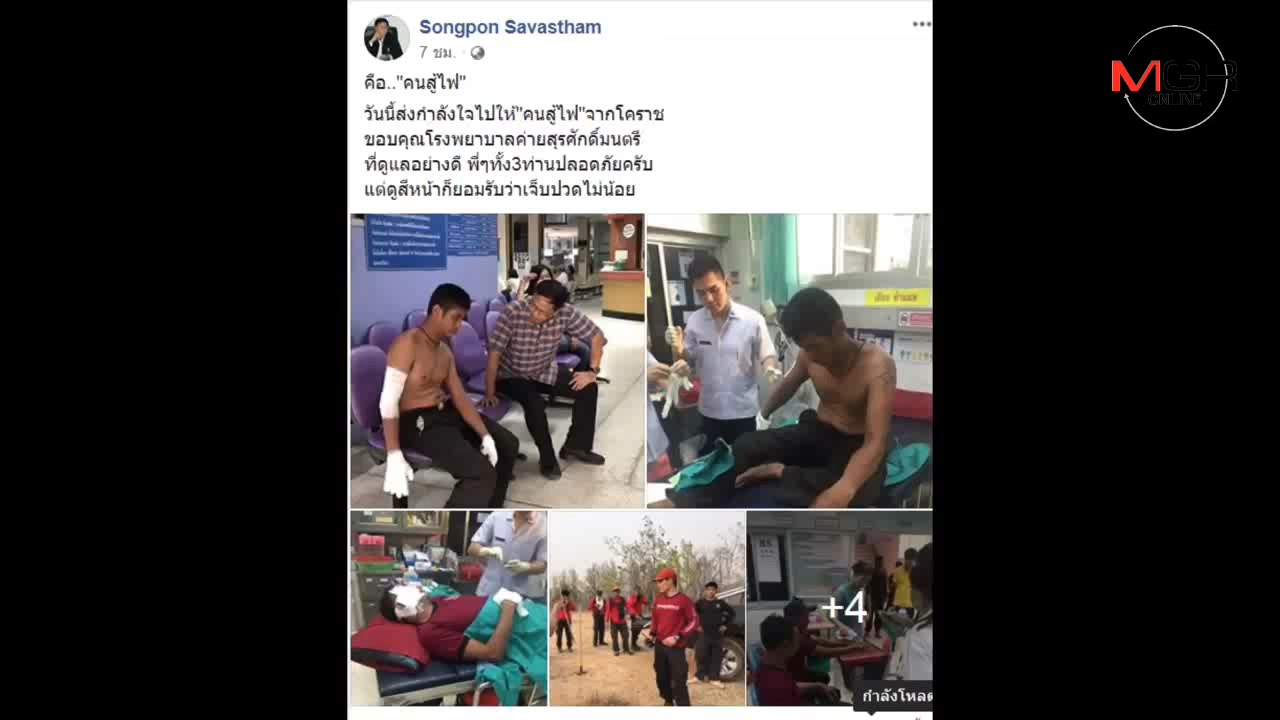 Songpon Savastham
7 ชม.
คือ.."คนสู้ไฟ"
วันนี้ส่งกำลังใจไปให้"คนสู้ไฟ"จากโคราช
ขอบคุณโรงพยาบาลค่ายสุรศักดิ์มนตรี
ที่ดูแลอย่างดี พี่ๆทั้ง3ท่านปลอดภัยครับ
แต่ดูสีหน้าก็ยอมรับว่าเจ็บปวดไม่น้อย
MGR
ONLINE
+4
กำลังโหลด